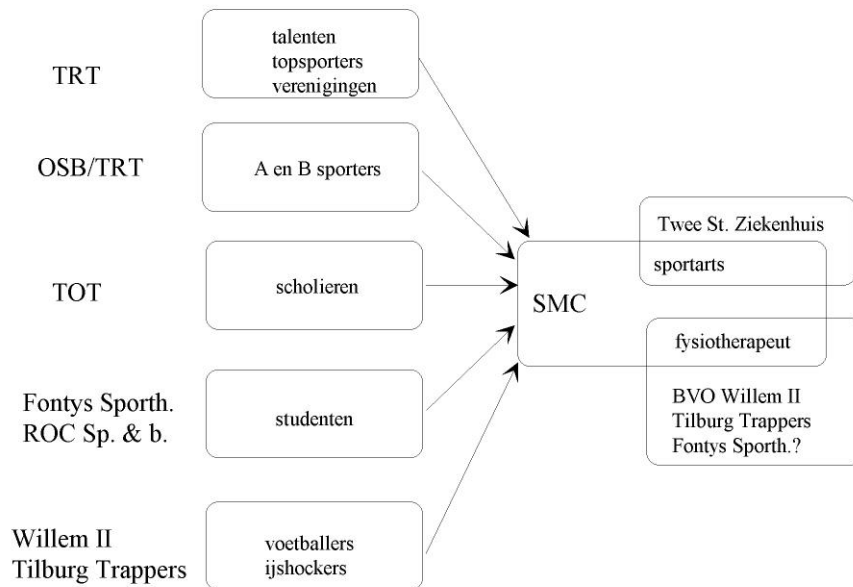 TRT
talenten
topsporters
verenigingen
OSB/TRT
A en B sporters
TOT
scholieren
Fontys Sporth.
ROC Sp. & b.
studenten
Willem II
Tilburg Trappers
voetballers
ijshockers
SMC
Twee St. Ziekenhuis
sportarts
fysiotherapeut
BVO Willem II
Tilburg Trappers
Fontys Sporth.?